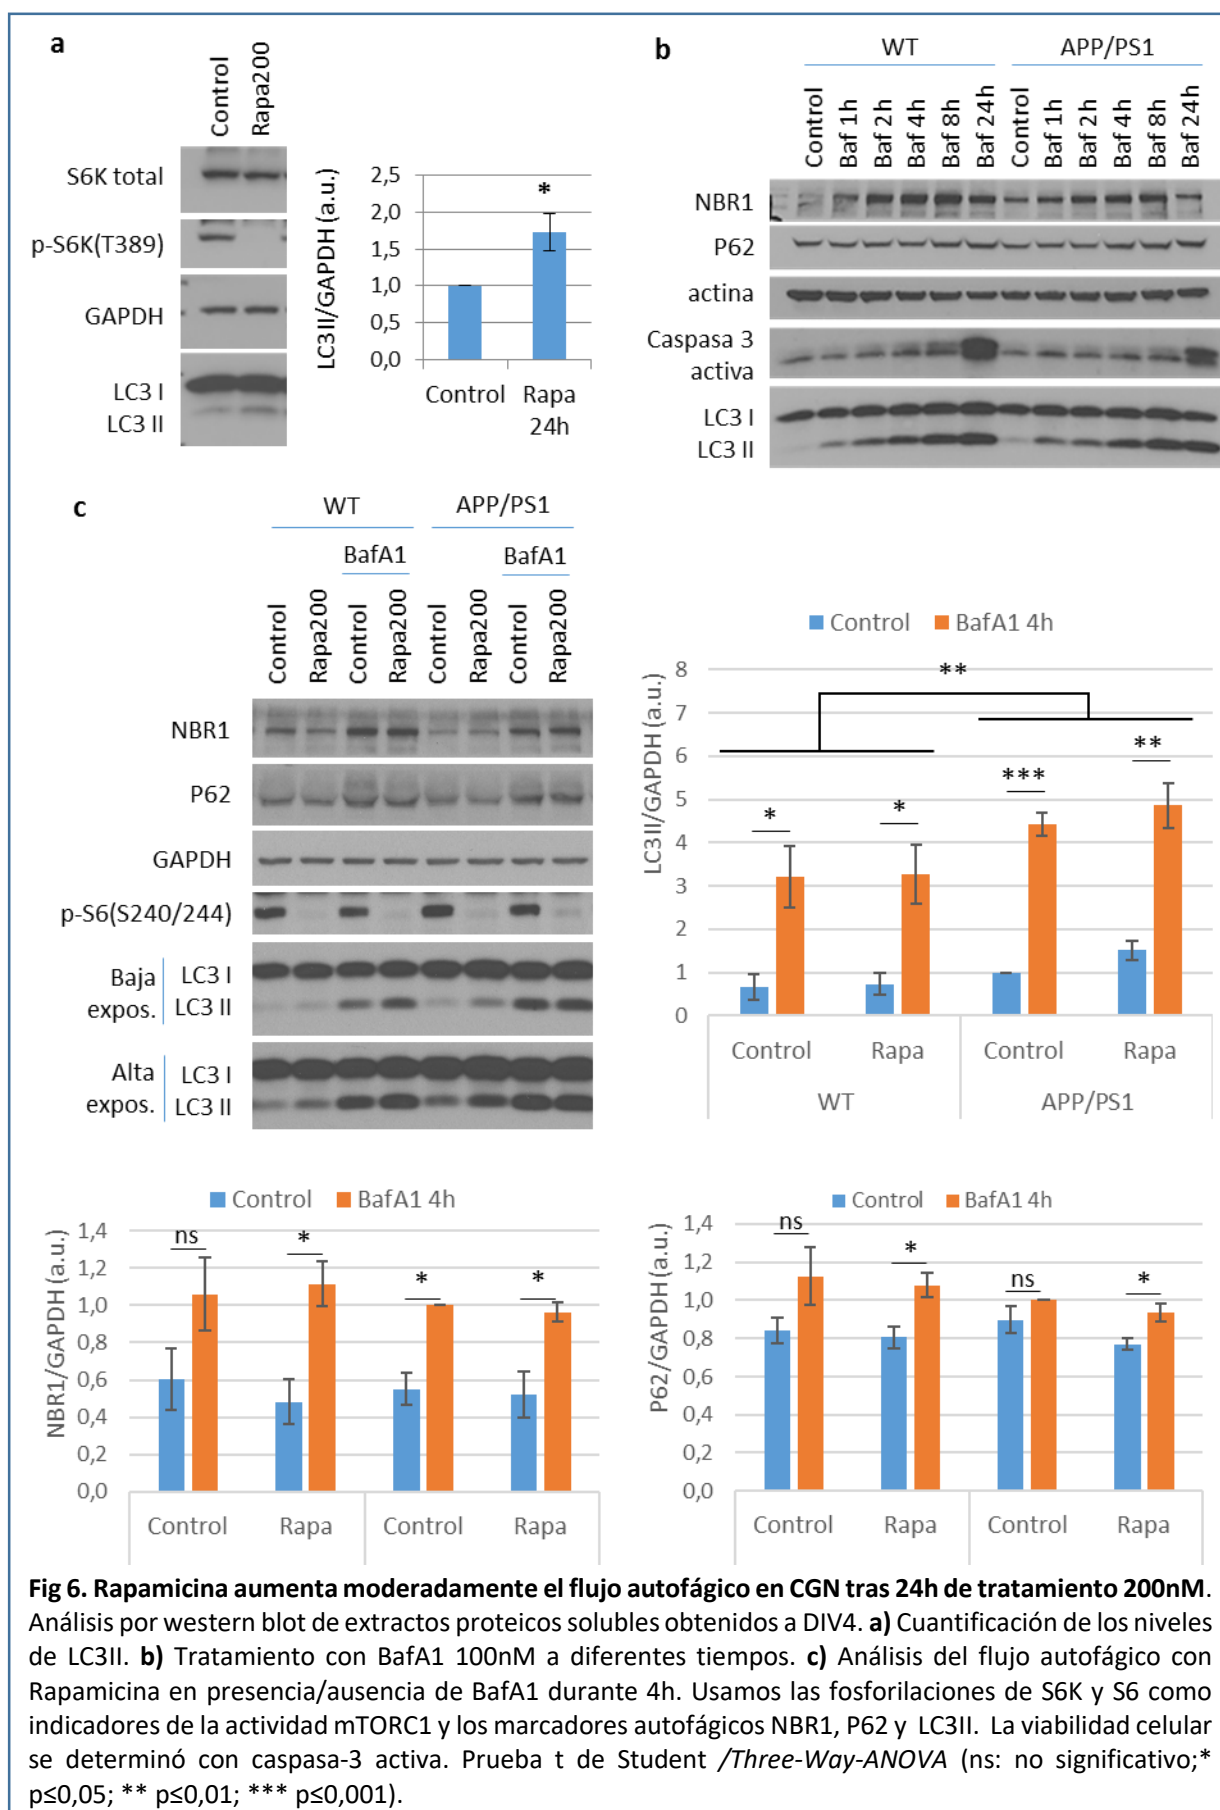 a
Control
Rapa200
S6K total
p-S6K(T389)
GAPDH
LC3 I
LC3 II
LC3II/GAPDH (a.u.)
2,5
2,0
1,5
1,0
0,5
0,0
*
Control
Rapa
24h
b
WT
APP/PS1
Control
Baf 1h
Baf 2h
Baf 4h
Baf 8h
Baf 24h
Control
Baf 1h
Baf 2h
Baf 4h
Baf 8h
Baf 24h
NBR1
P62
actina
Caspasa 3
activa
LC3 I
LC3 II
c
WT
APP/PS1
BafA1
BafA1
Control
Rapa200
Control
Rapa200
Control
Rapa200
Control
Rapa200
NBR1
P62
GAPDH
p-S6(S240/244)
Baja
expos.
LC3 I
LC3 II
Alta
expos.
LC3 I
LC3 II
Control
BafA1 4h
LC3II/GAPDH (a.u.)
8
7
6
5
4
3
2
1
0
**
*
*
***
**
Control
Rapa
Control
Rapa
WT
APP/PS1
Control
BafA1 4h
NBR1/GAPDH (a.u.)
1,4
1,2
1,0
0,8
0,6
0,4
0,2
0,0
ns
*
*
*
Control
Rapa
Control
Rapa
Control
BafA1 4h
P62/GAPDH (a.u.)
1,4
1,2
1,0
0,8
0,6
0,4
0,2
0,0
ns
*
ns
*
Control
Rapa
Control
Rapa
Fig 6. Rapamicina aumenta moderadamente el flujo autofágico en CGN tras 24h de tratamiento 200nM.
Análisis por western blot de extractos proteicos solubles obtenidos a DIV4. a) Cuantificación de los niveles
de LC3II. b) Tratamiento con BafA1 100nM a diferentes tiempos. c) Análisis del flujo autofágico con
Rapamicina en presencia/ausencia de BafA1 durante 4h. Usamos las fosforilaciones de S6K y S6 como
indicadores de la actividad mTORC1 y los marcadores autofágicos NBR1, P62 y LC3II. La viabilidad celular
se determinó con caspasa-3 activa. Prueba t de Student /Three-Way-ANOVA (ns: no significativo;*
p≤0,05; ** p≤0,01; *** p≤0,001).